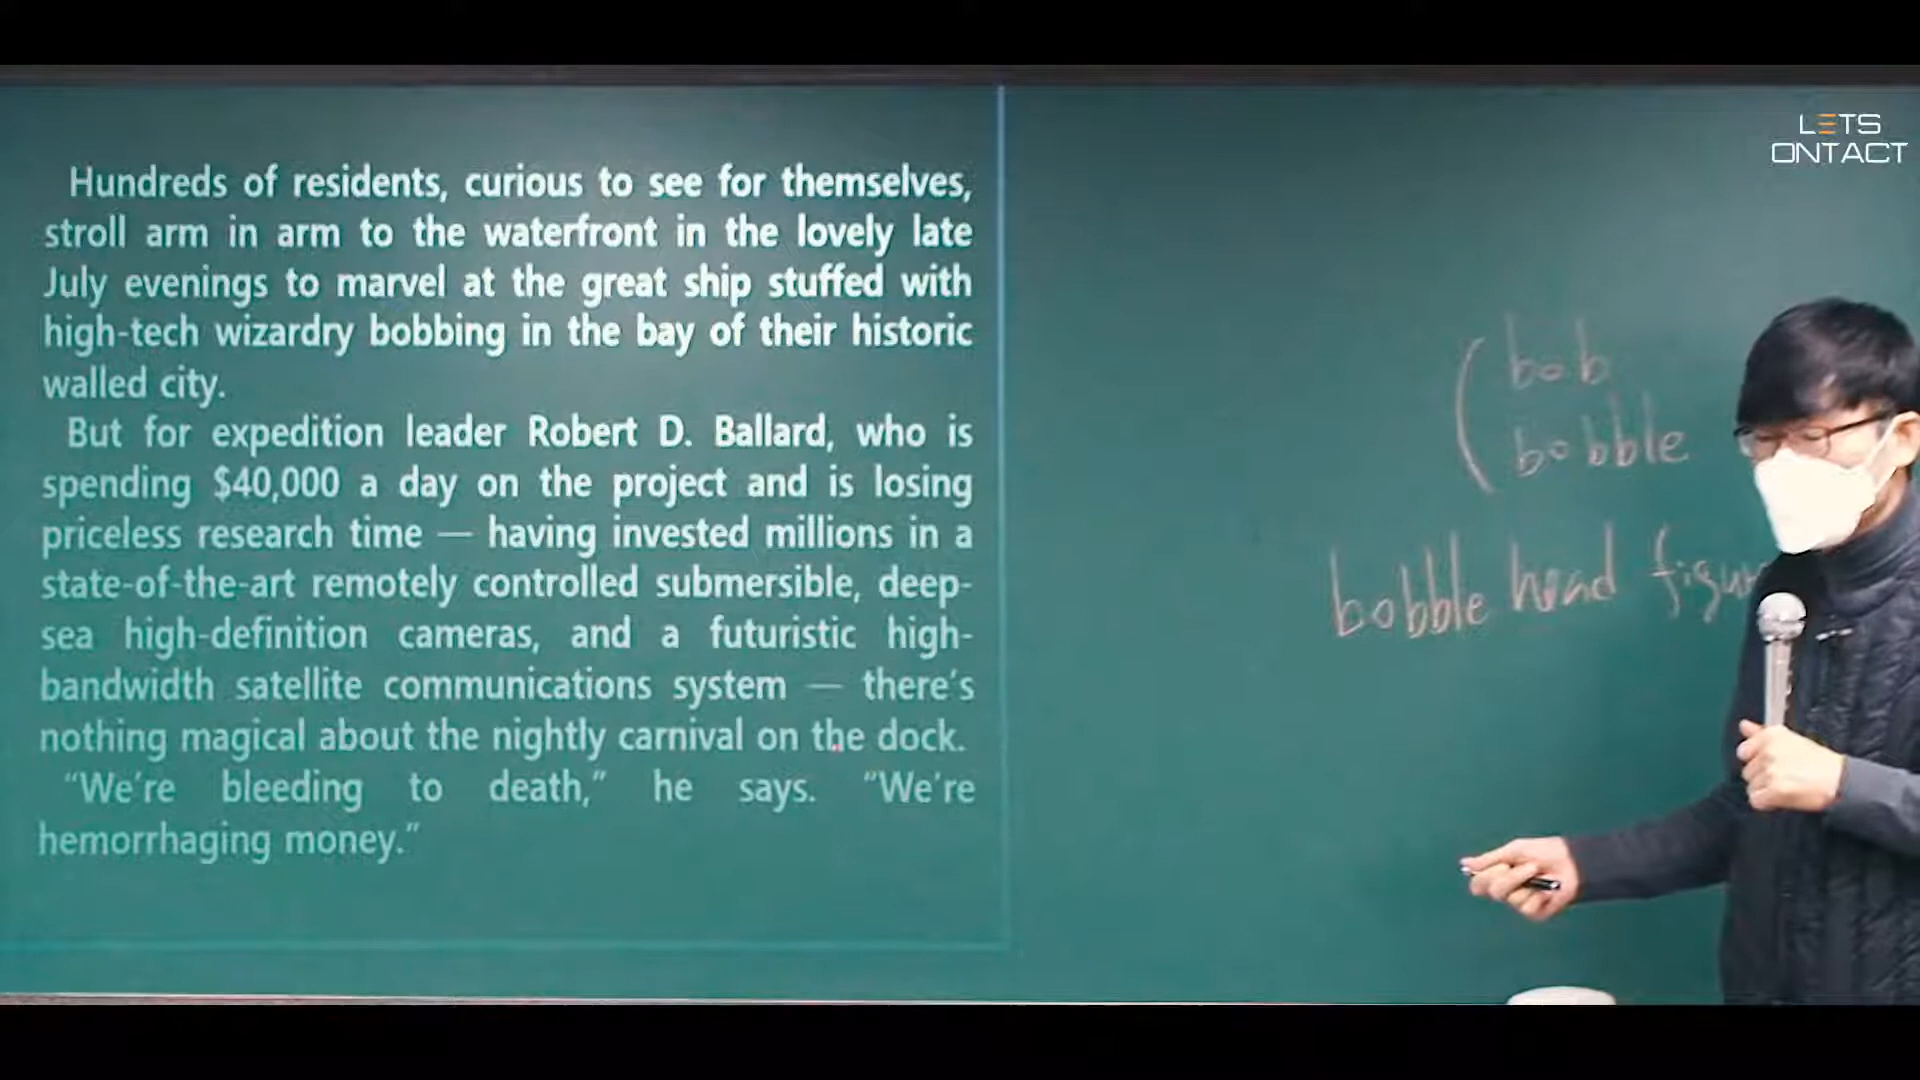 LETS
ONTACT
Hundreds of residents, curious to see for themselves,
stroll arm in arm to the waterfront in the lovely late
July evenings to marvel at the great ship stuffed with
high-tech wizardry bobbing in the bay of their historic
walled city.
But for expedition leader Robert D. Ballard, who is
spending $40,000 a day on the project and is losing
priceless research time — having invested millions in a
state-of-the-art remotely controlled submersible, deep-
sea high-definition cameras, and a futuristic high-
bandwidth satellite communications system — there's
nothing magical about the nightly carnival on the dock.
“We're bleeding to death,” he says. “We're
hemorrhaging money.”
bob
bobble
bobble head figur